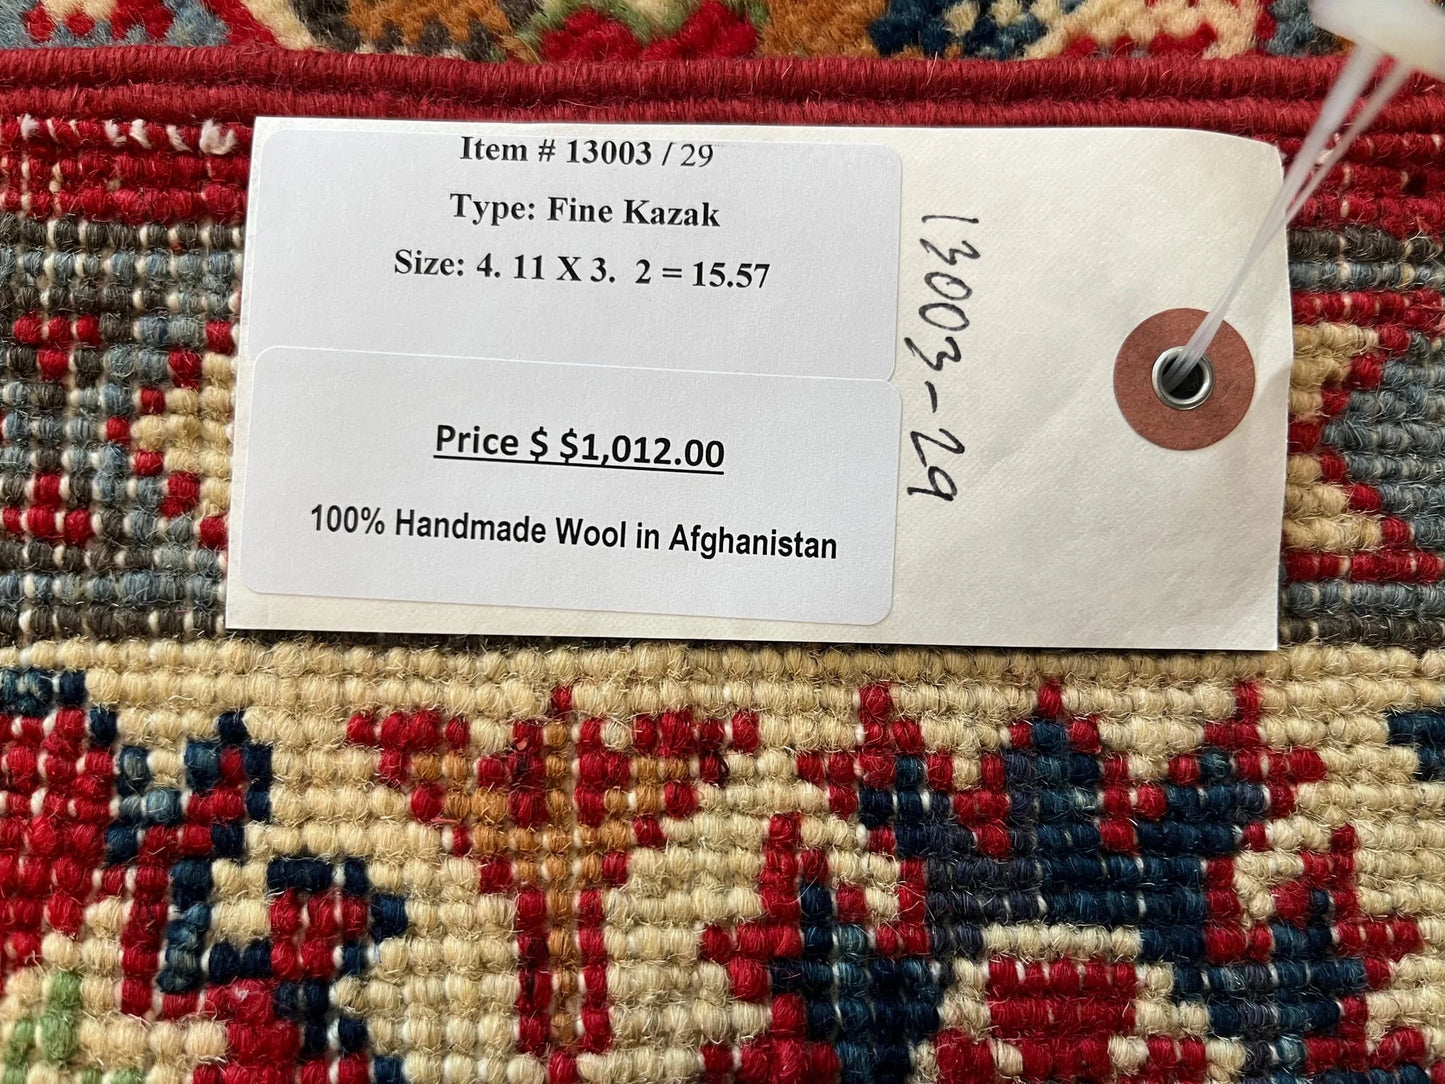 Item # 13003 / 29
Type: Fine Kazak
Size: 4. 11 X 3. 2 = 15.57
Price $ $1,012.00
100% Handmade Wool in Afghanistan
13003-29